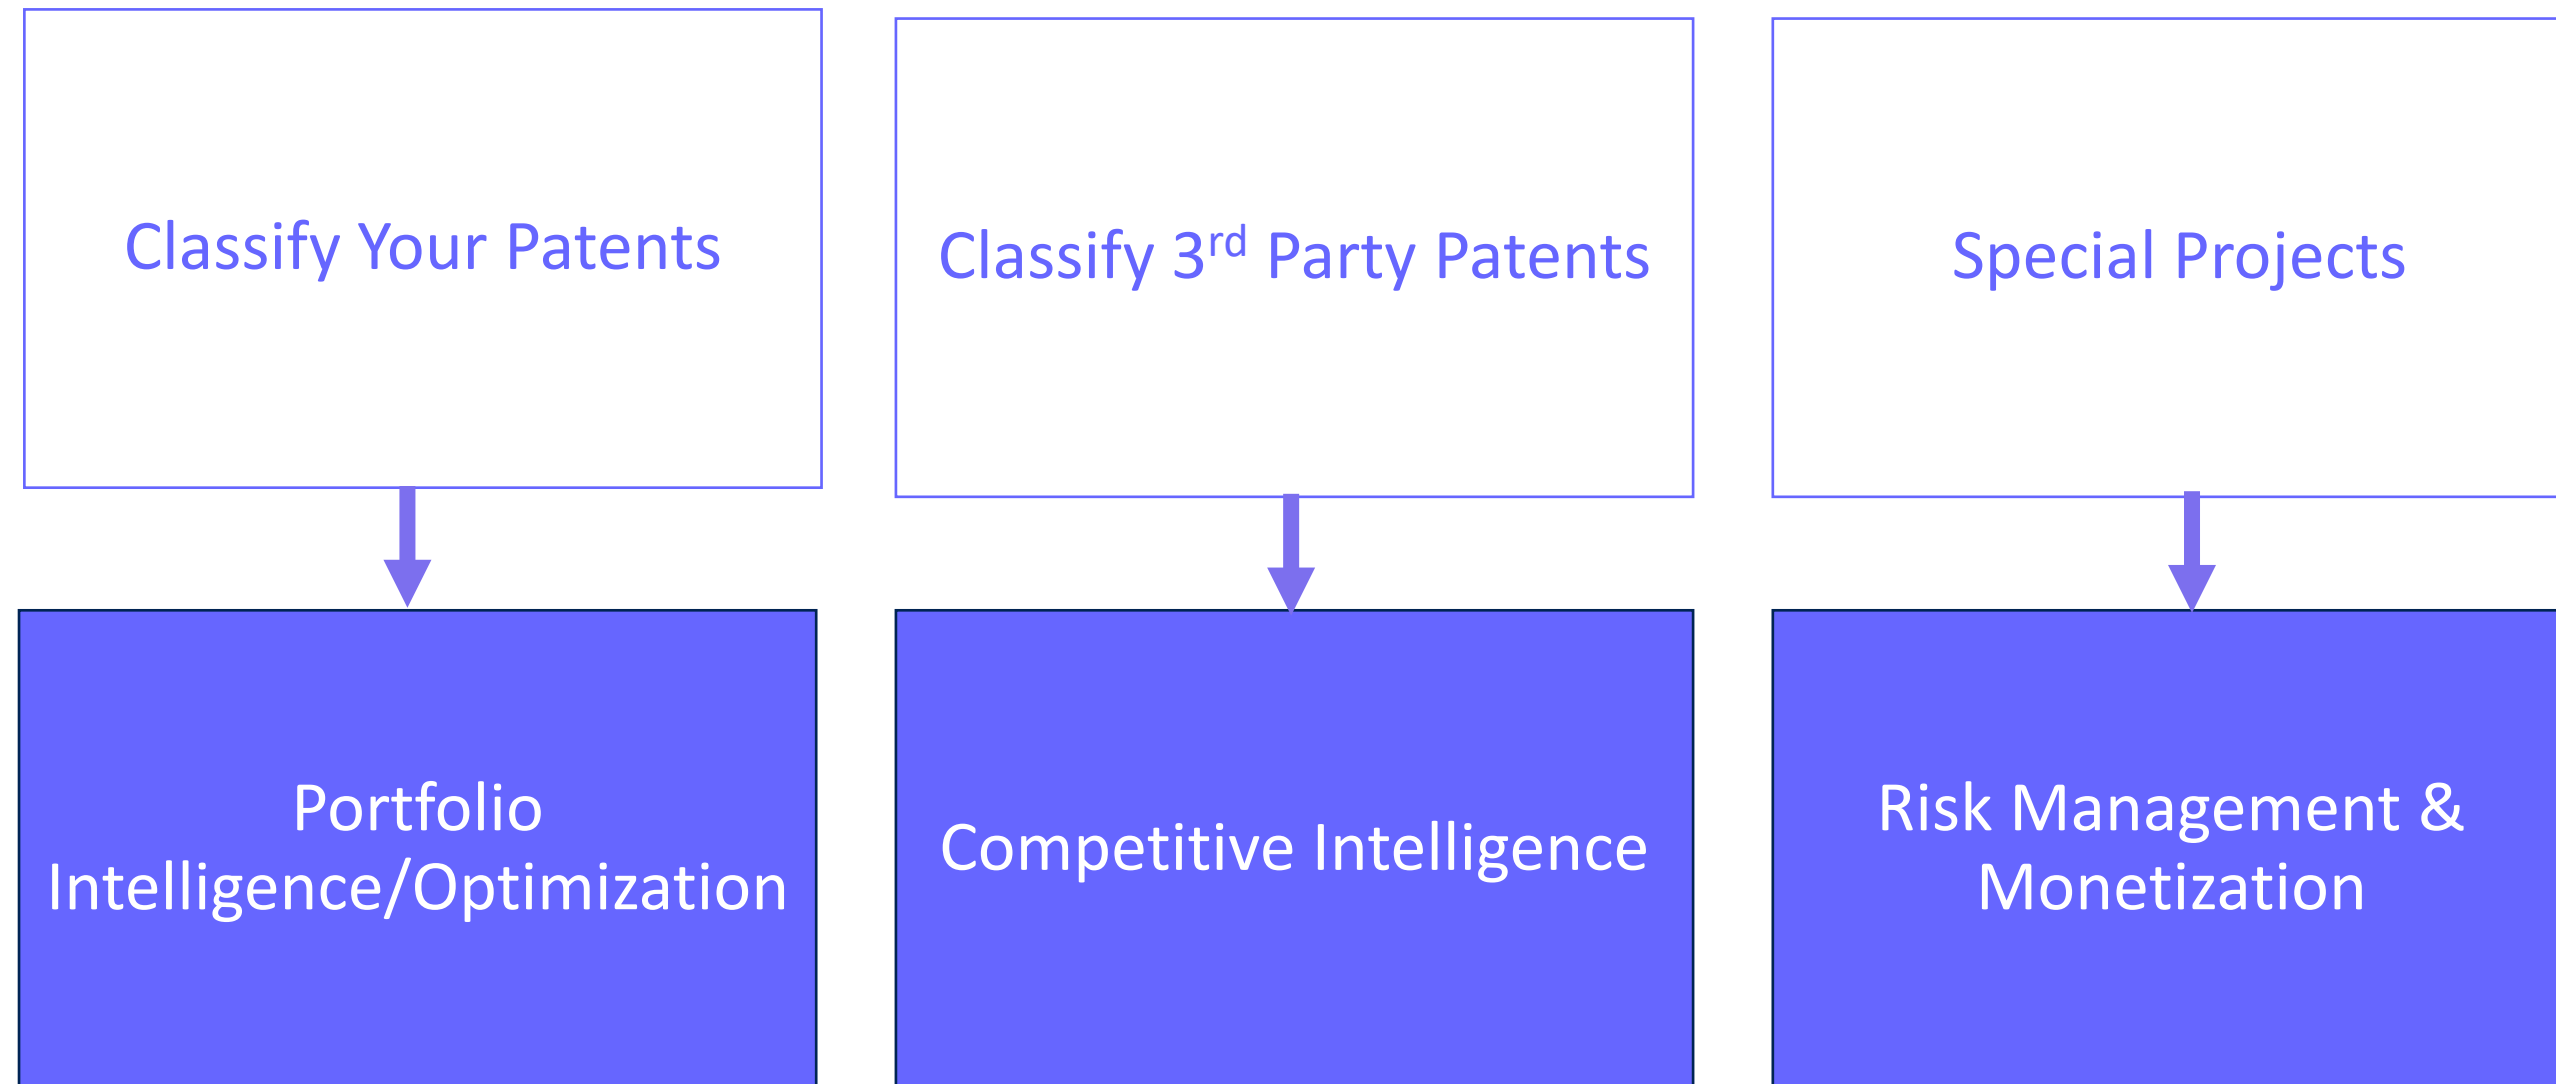 Classify Your Patents
Classify 3rd Party Patents
Special Projects
Portfolio
Intelligence/Optimization
Competitive Intelligence
Risk Management &
Monetization